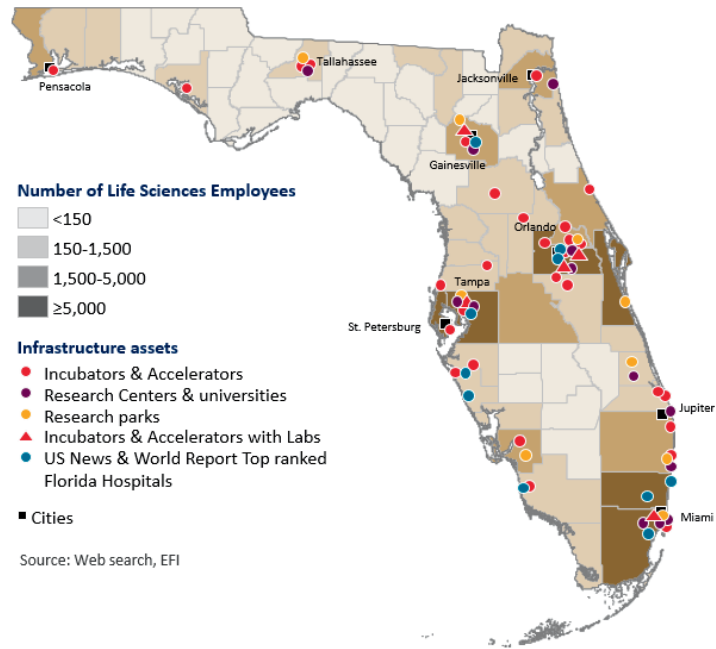 Tallahassee
Pensacola
Jacksonville
Gainesville
Number of Life Sciences Employees
<150
150-1,500
1,500-5,000
≥5,000
Orlando
Tampa
St. Petersburg
Infrastructure assets
Incubators & Accelerators
Research Centers & universities
Research parks
Incubators & Accelerators with Labs
US News & World Report Top ranked
Florida Hospitals
Jupiter
Cities
Miami
Source: Web search, EFI